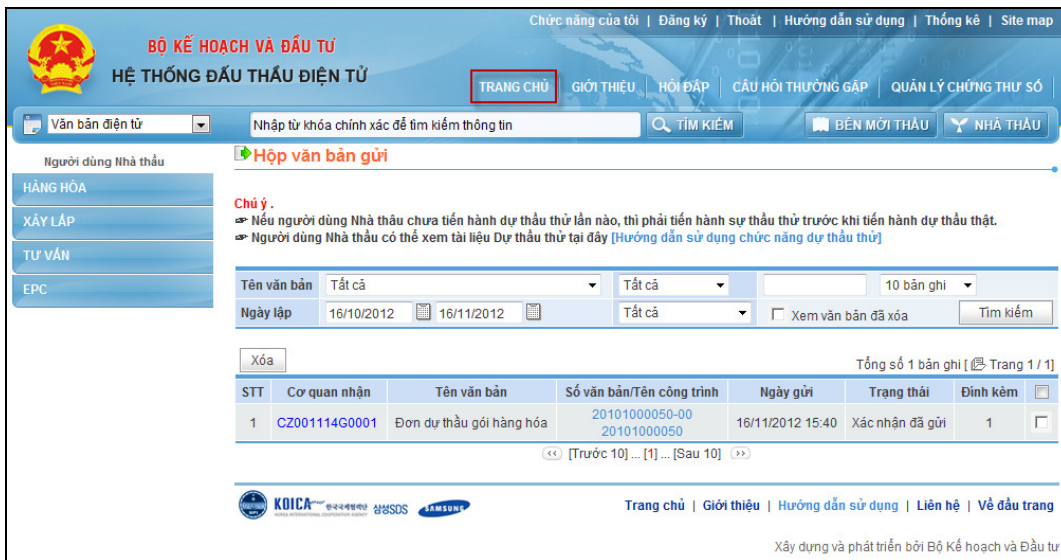 Chức năng của tôi | Đăng ký | Thoát | Hướng dẫn sử dụng | Thống kê | Site map
BỘ KẾ HOẠCH VÀ ĐẦU TƯ
HỆ THỐNG ĐẤU THẦU ĐIỆN TỬ
TRANG CHỦ | GIỚI THIỆU | HỎI ĐÁP | CÂU HỎI THƯỜNG GẶP | QUẢN LÝ CHỨNG THƯ SỐ
Văn bản điện tử Nhập từ khóa chính xác để tìm kiếm thông tin TÌM KIẾM BÊN MỜI THẦU NHÀ THẦU
Người dùng Nhà thầu
HÀNG HÓA
XÂY LẮP
TƯ VẤN
EPC
Hộp văn bản gửi
Chú ý .
☞ Nếu người dùng Nhà thầu chưa tiến hành dự thầu thử lần nào, thì phải tiến hành sự thầu thử trước khi tiến hành dự thầu thật.
☞ Người dùng Nhà thầu có thể xem tài liệu Dự thầu thử tại đây [Hướng dẫn sử dụng chức năng dự thầu thử]
Tên văn bản Tất cả Tất cả 10 bản ghi
Ngày lập 16/10/2012 16/11/2012 Tất cả Xem văn bản đã xóa Tìm kiếm
Xóa Tổng số 1 bản ghi [ Trang 1 / 1]
STT Cơ quan nhận Tên văn bản Số văn bản/Tên công trình Ngày gửi Trạng thái Đính kèm
1 CZ001114G0001 Đơn dự thầu gói hàng hóa 20101000050-00 16/11/2012 15:40 Xác nhận đã gửi 1
20101000050
[Trước 10] ... [1] ... [Sau 10]
KOICA 한국국제협력단 삼성SDS SAMSUNG
Trang chủ | Giới thiệu | Hướng dẫn sử dụng | Liên hệ | Về đầu trang
Xây dựng và phát triển bởi Bộ Kế hoạch và Đầu tư